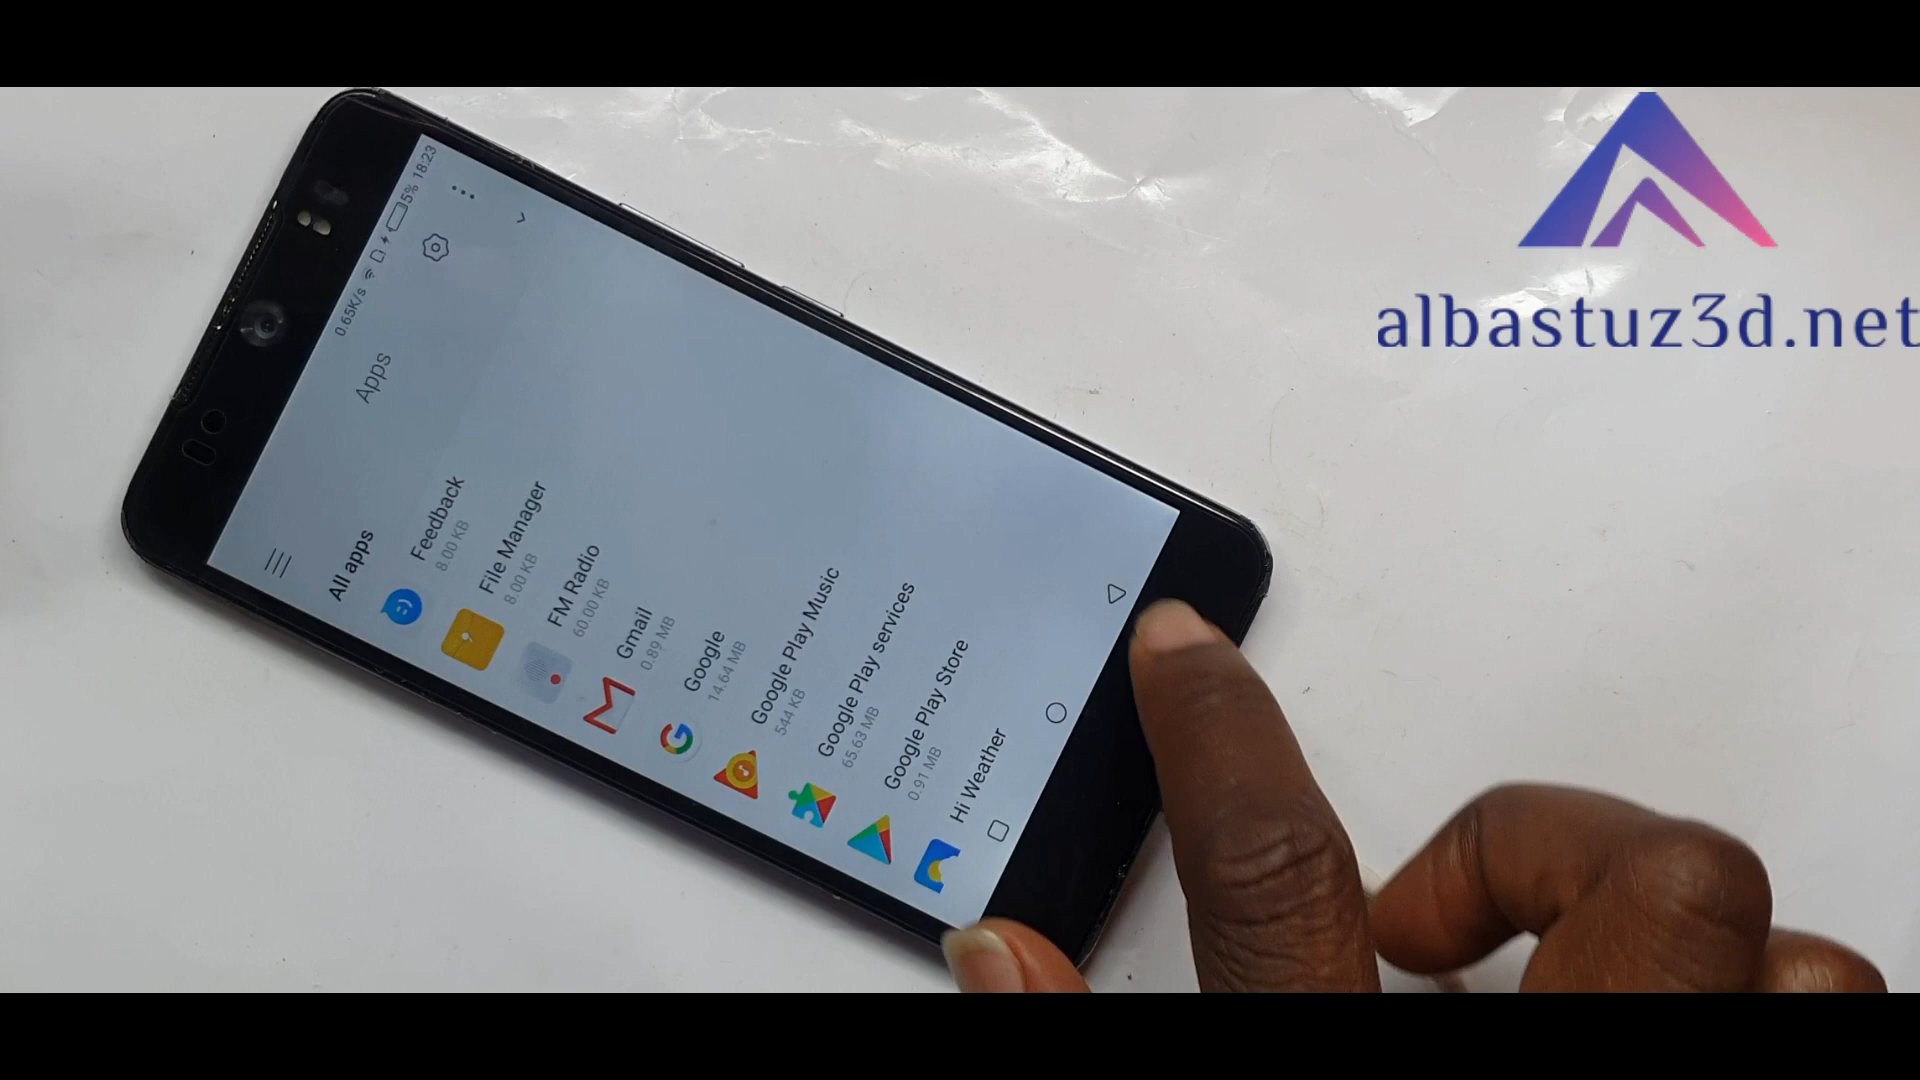 0.65K/s 5% 18:23
Apps
All apps
Feedback
8.00 KB
File Manager
8.00 KB
FM Radio
60.00 KB
Gmail
0.89 MB
Google
14.64 MB
Google Play Music
544 KB
Google Play services
65.63 MB
Google Play Store
0.91 MB
Hi Weather
albastuz3d.net